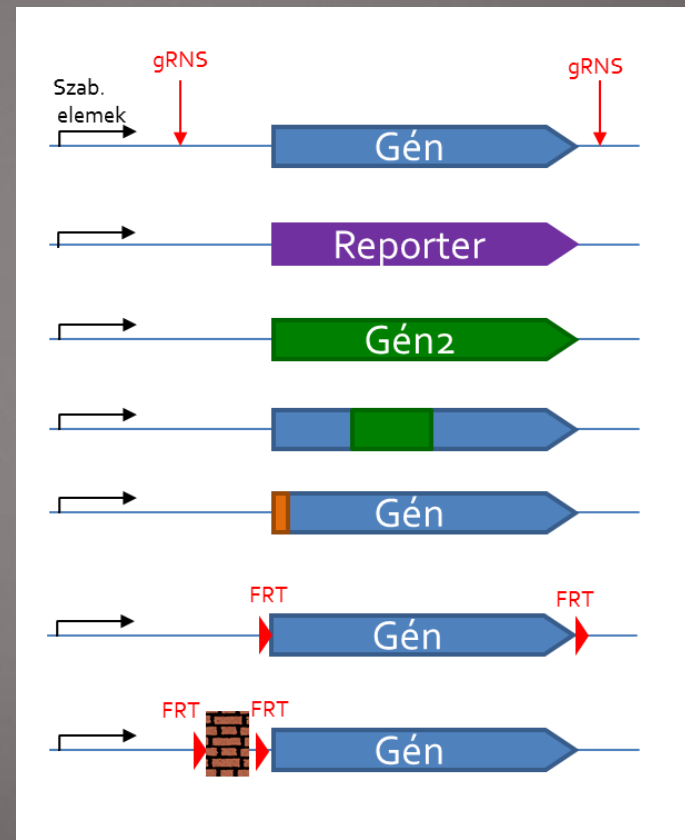 gRNS
gRNS
Szab.
elemek
Gén
Reporter
Gén2
Gén
FRT
FRT
Gén
FRT
FRT
Gén